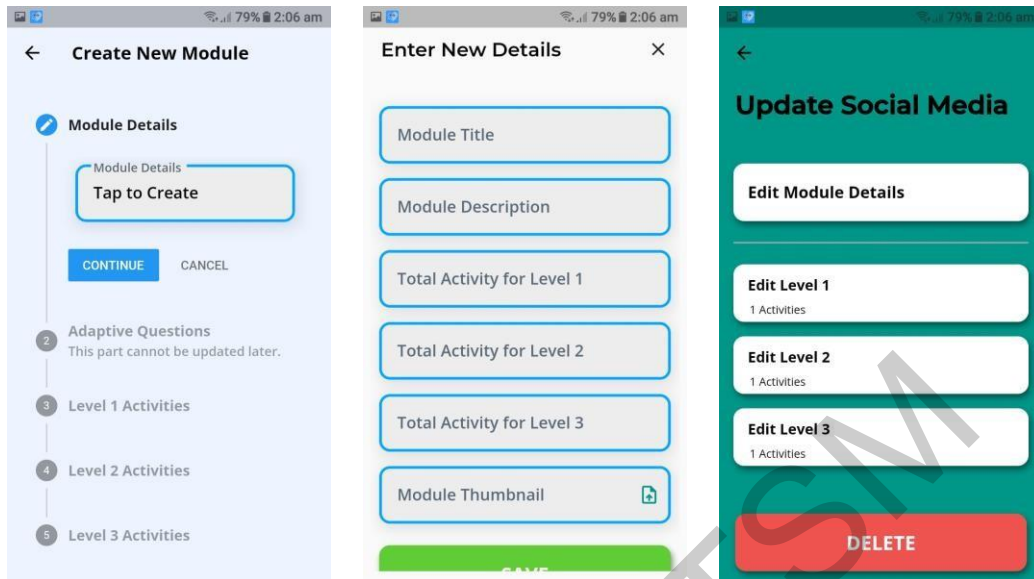 79% 2:06 am
Create New Module
Module Details
Module Details
Tap to Create
CONTINUE CANCEL
2 Adaptive Questions
This part cannot be updated later.
3 Level 1 Activities
4 Level 2 Activities
5 Level 3 Activities
79% 2:06 am
Enter New Details
Module Title
Module Description
Total Activity for Level 1
Total Activity for Level 2
Total Activity for Level 3
Module Thumbnail
SAVE
79% 2:06 am
Update Social Media
Edit Module Details
Edit Level 1
1 Activities
Edit Level 2
1 Activities
Edit Level 3
1 Activities
DELETE